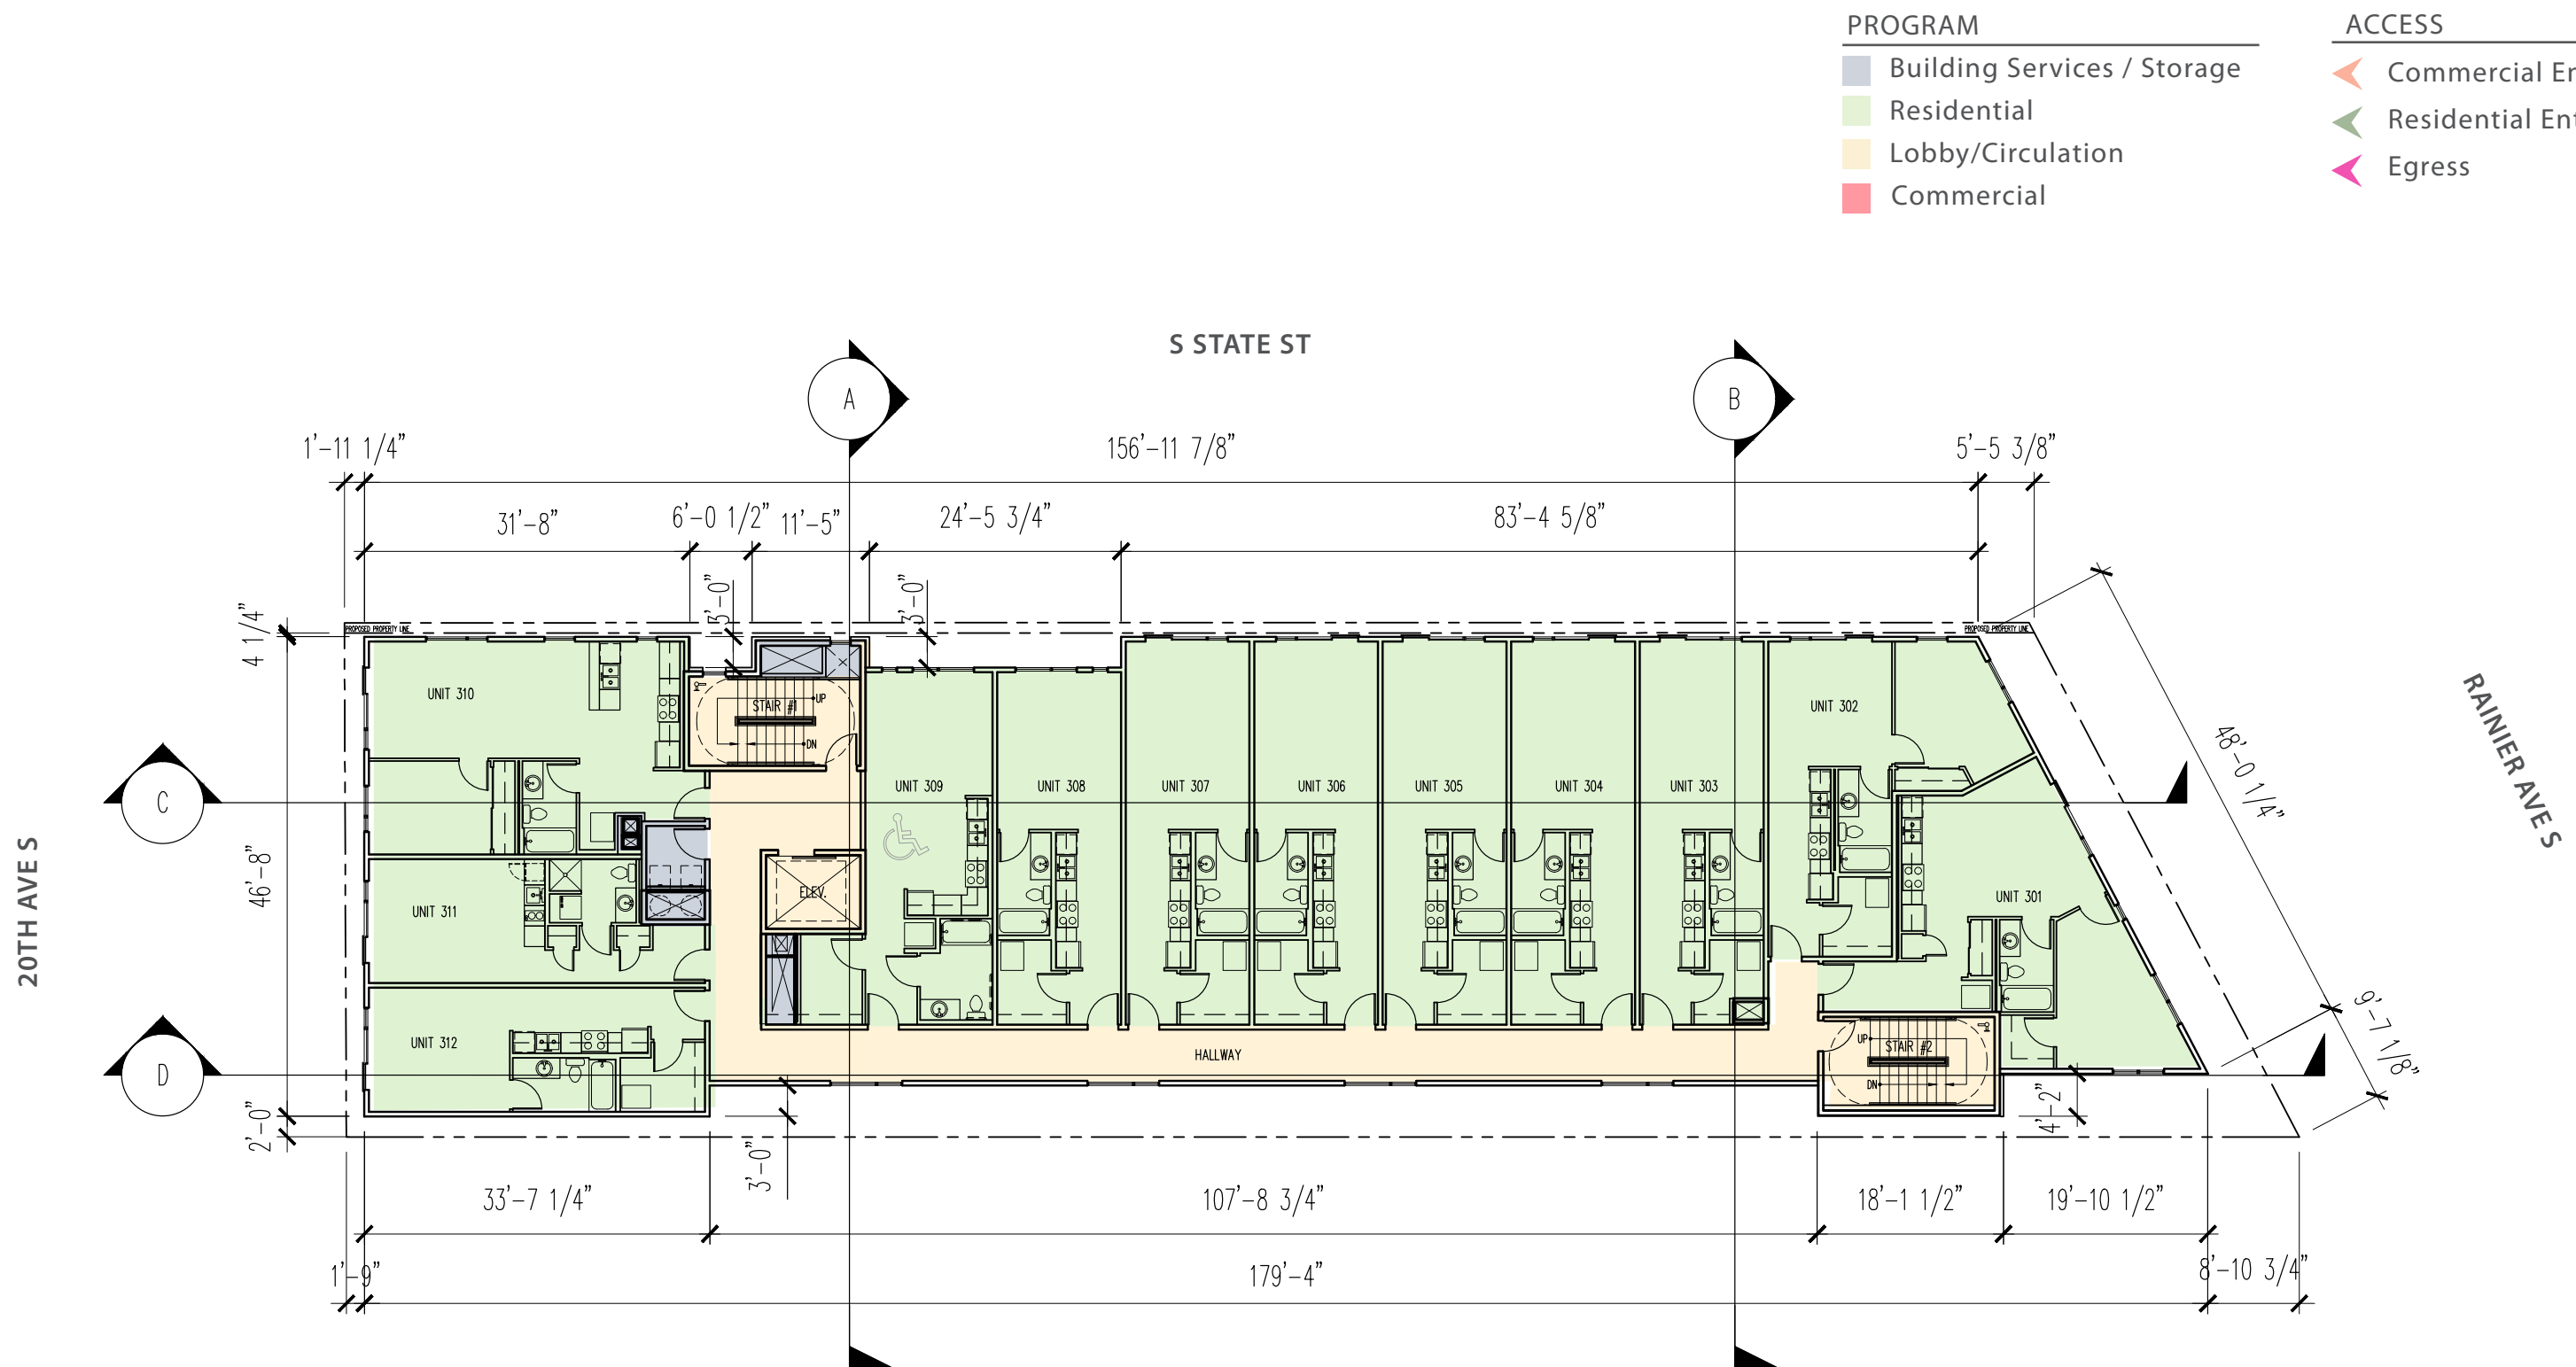 PROGRAM
Building Services / Storage
Residential
Lobby/Circulation
Commercial
ACCESS
Commercial En
Residential Ent
Egress
S STATE ST
A
B
1'-11 1/4"
156'-11 7/8"
5'-5 3/8"
31'-8"
6'-0 1/2"
11'-5"
24'-5 3/4"
83'-4 5/8"
3'-0"
3'-0"
4 1/4"
PROPOSED PROPERTY LINE
PROPOSED PROPERTY LINE
UNIT 310
STAIR #1
UP
DN
UNIT 302
RAINIER AVE S
48'-0 1/4"
UNIT 309
UNIT 308
UNIT 307
UNIT 306
UNIT 305
UNIT 304
UNIT 303
C
46'-8"
20TH AVE S
ELEV.
UNIT 301
UNIT 311
UNIT 312
HALLWAY
UP
STAIR #2
DN
9'-7 1/8"
D
2'-0"
3'-0"
4'-2"
33'-7 1/4"
107'-8 3/4"
18'-1 1/2"
19'-10 1/2"
1'-9"
179'-4"
8'-10 3/4"